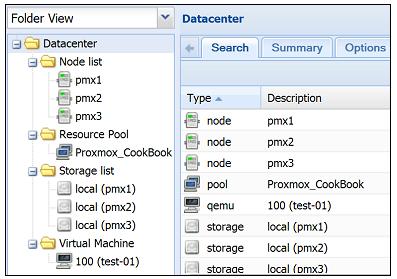 Folder View
Datacenter
Node list
pmx1
pmx2
pmx3
Resource Pool
Proxmox_CookBook
Storage list
local (pmx1)
local (pmx2)
local (pmx3)
Virtual Machine
100 (test-01)
Datacenter
Search Summary Options
Type Description
node pmx1
node pmx2
node pmx3
pool Proxmox_CookBook
qemu 100 (test-01)
storage local (pmx1)
storage local (pmx2)
storage local (pmx3)